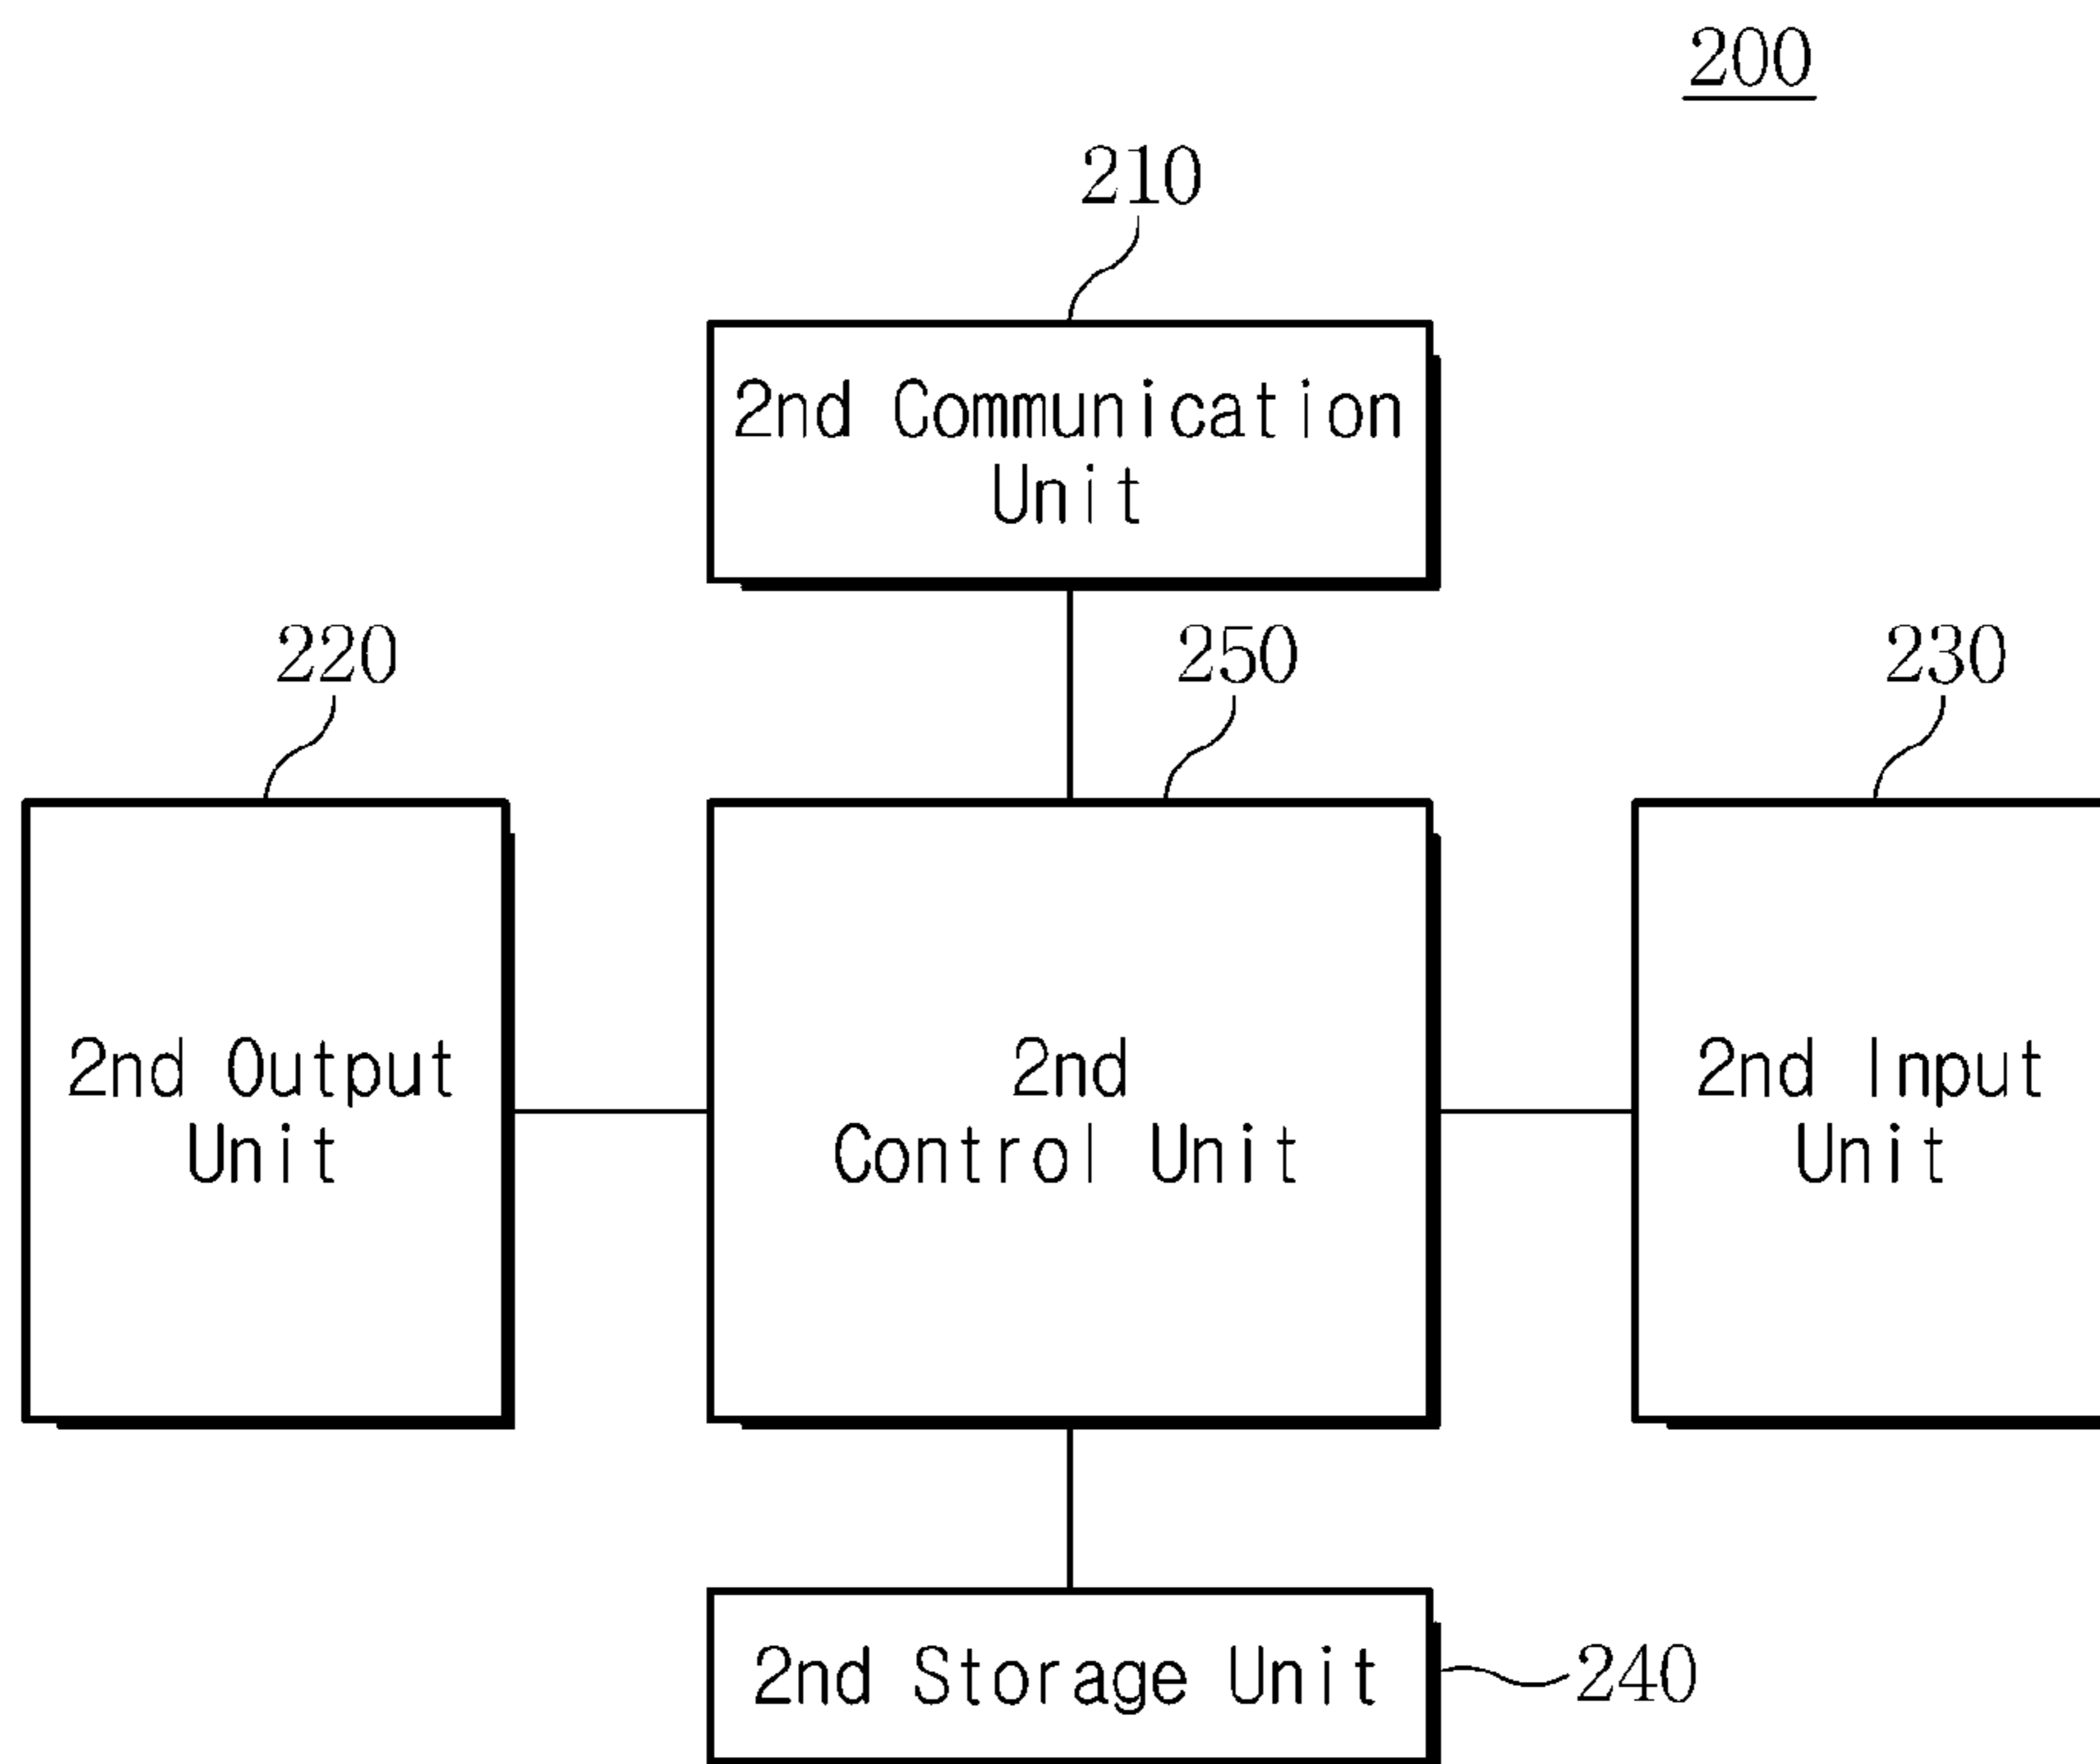 200
210
2nd Communication
Unit
220
250
230
2nd Output
Unit
2nd
Control Unit
2nd Input
Unit
2nd Storage Unit
240